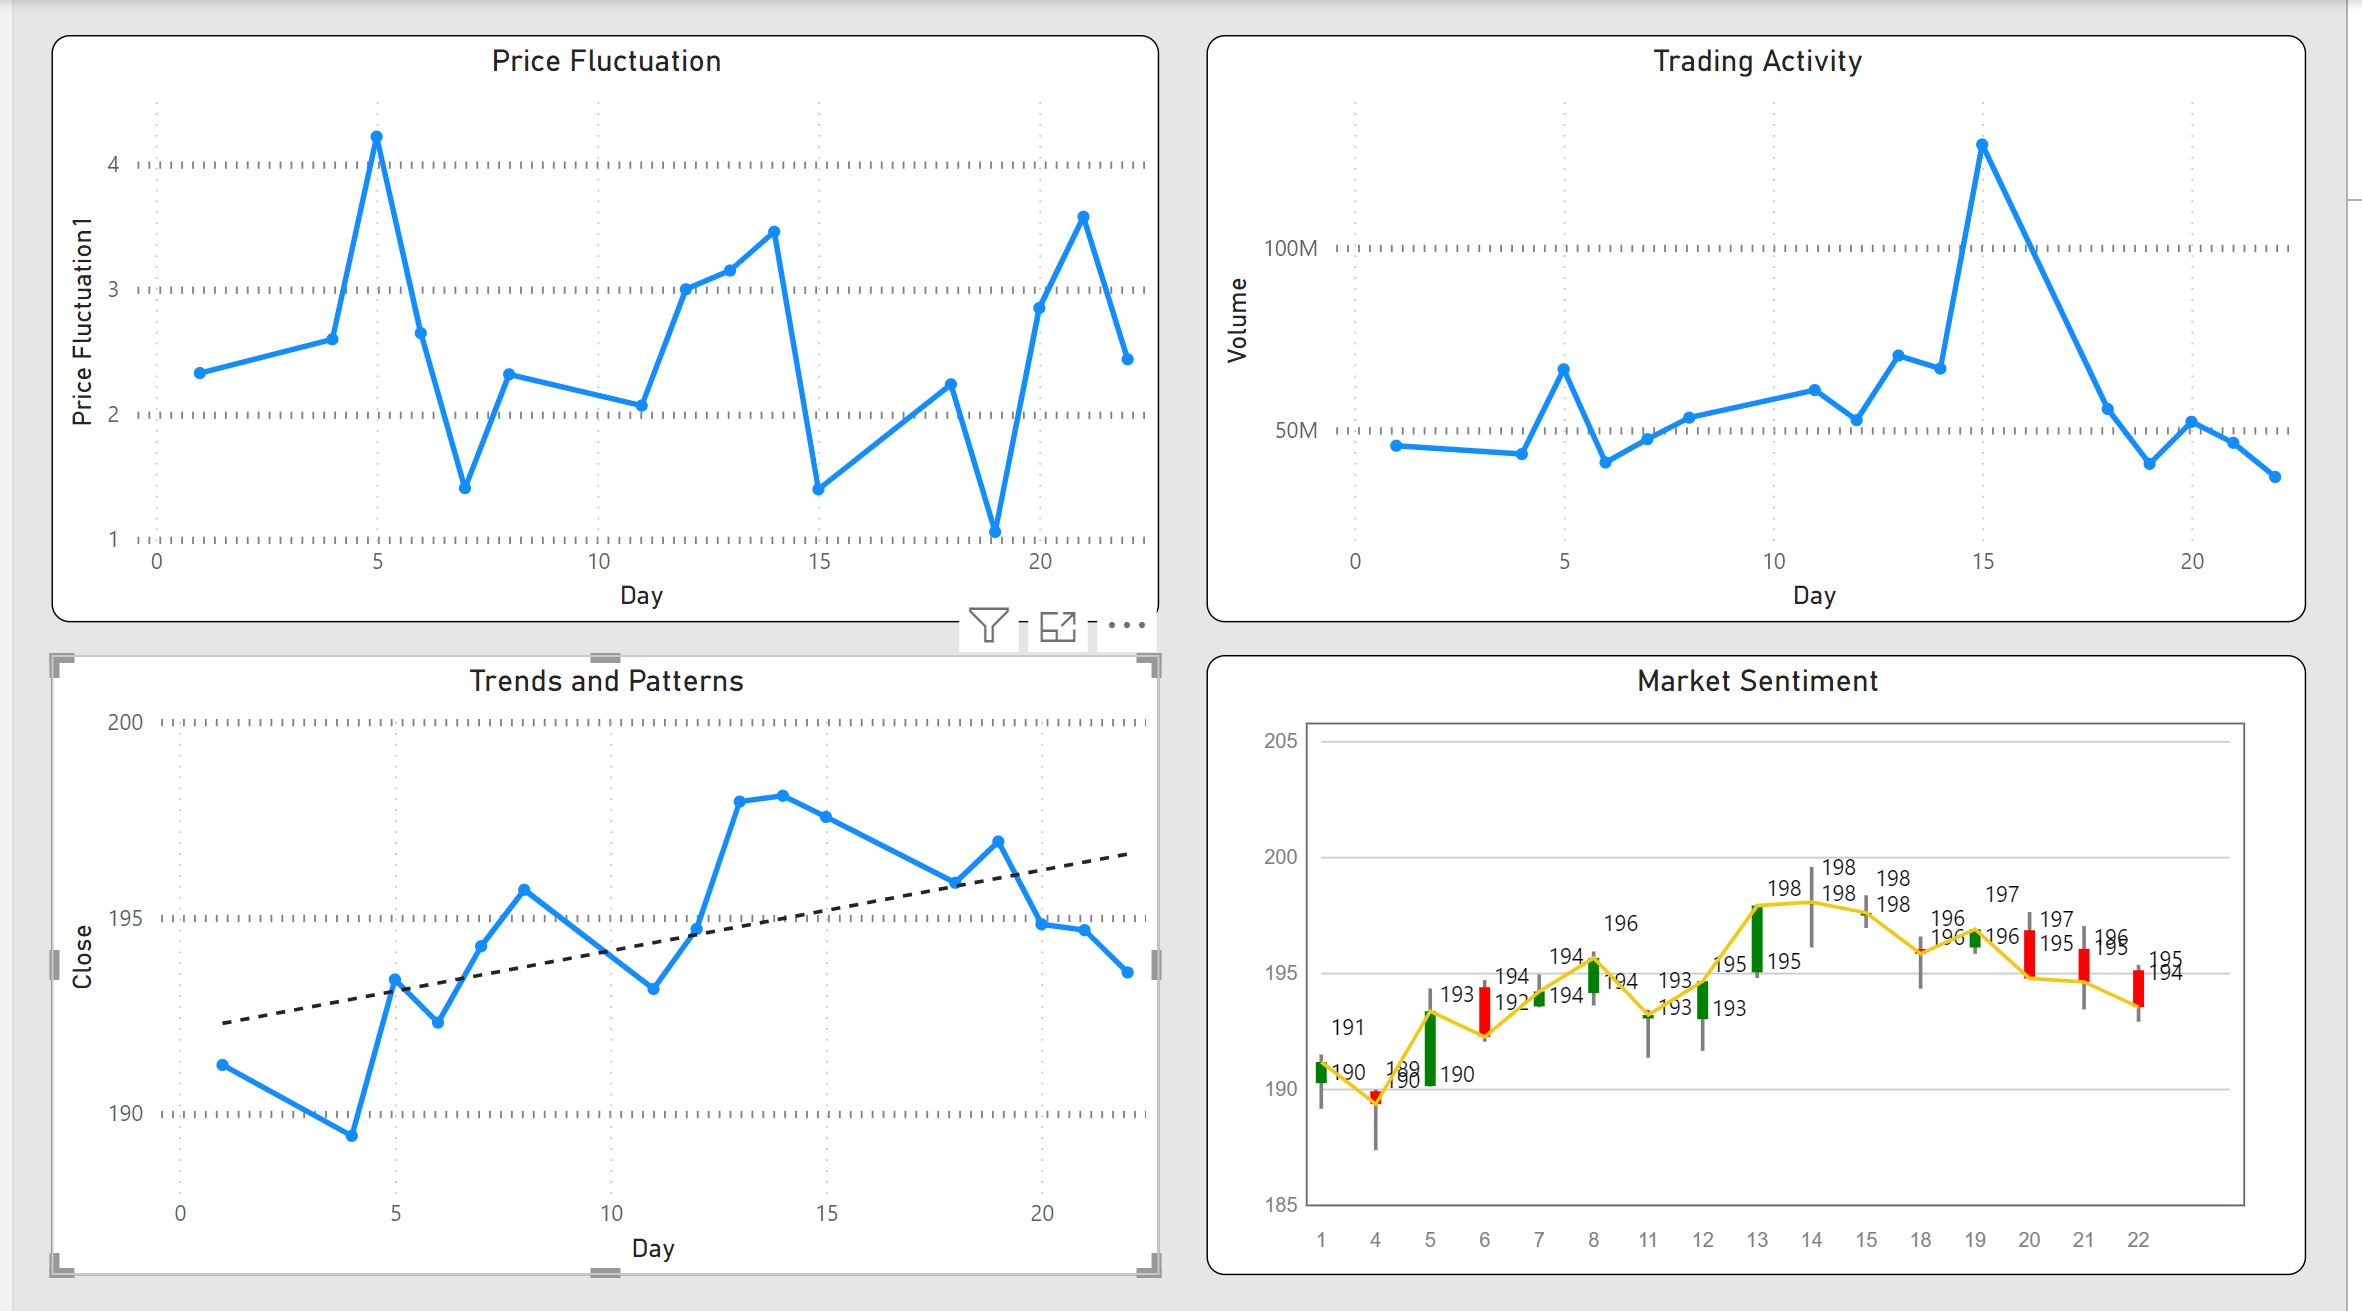 Price Fluctuation
Price Fluctuation1
4
3
2
1
0 5 10 15 20
Day
Trading Activity
Volume
100M
50M
0 5 10 15 20
Day
Trends and Patterns
Close
200
195
190
0 5 10 15 20
Day
Market Sentiment
205
200
195
190
185
191
190
189
190
193
190
194
192
194
194
196
194
193
193
195
193
198
195
198
198
198
198
196
196
197
196
197
195
196
195
195
194
1 4 5 6 7 8 11 12 13 14 15 18 19 20 21 22